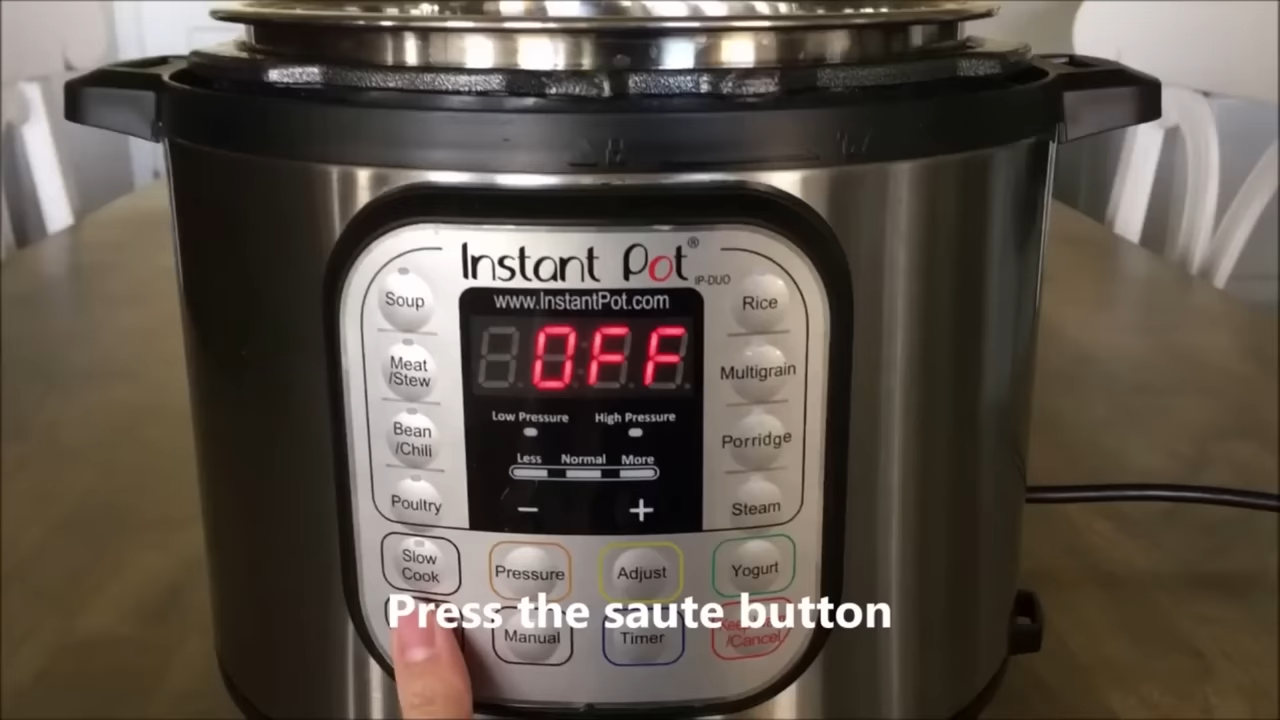 Instant Pot®
IP-DUO
www.InstantPot.com
OFF
Soup
Rice
Meat
/Stew
Multigrain
Low Pressure High Pressure
Bean
/Chili
Porridge
Less Normal More
Poultry
− +
Steam
Slow
Cook
Pressure
Adjust
Yogurt
Press the saute button
Manual
Timer
/Cancel